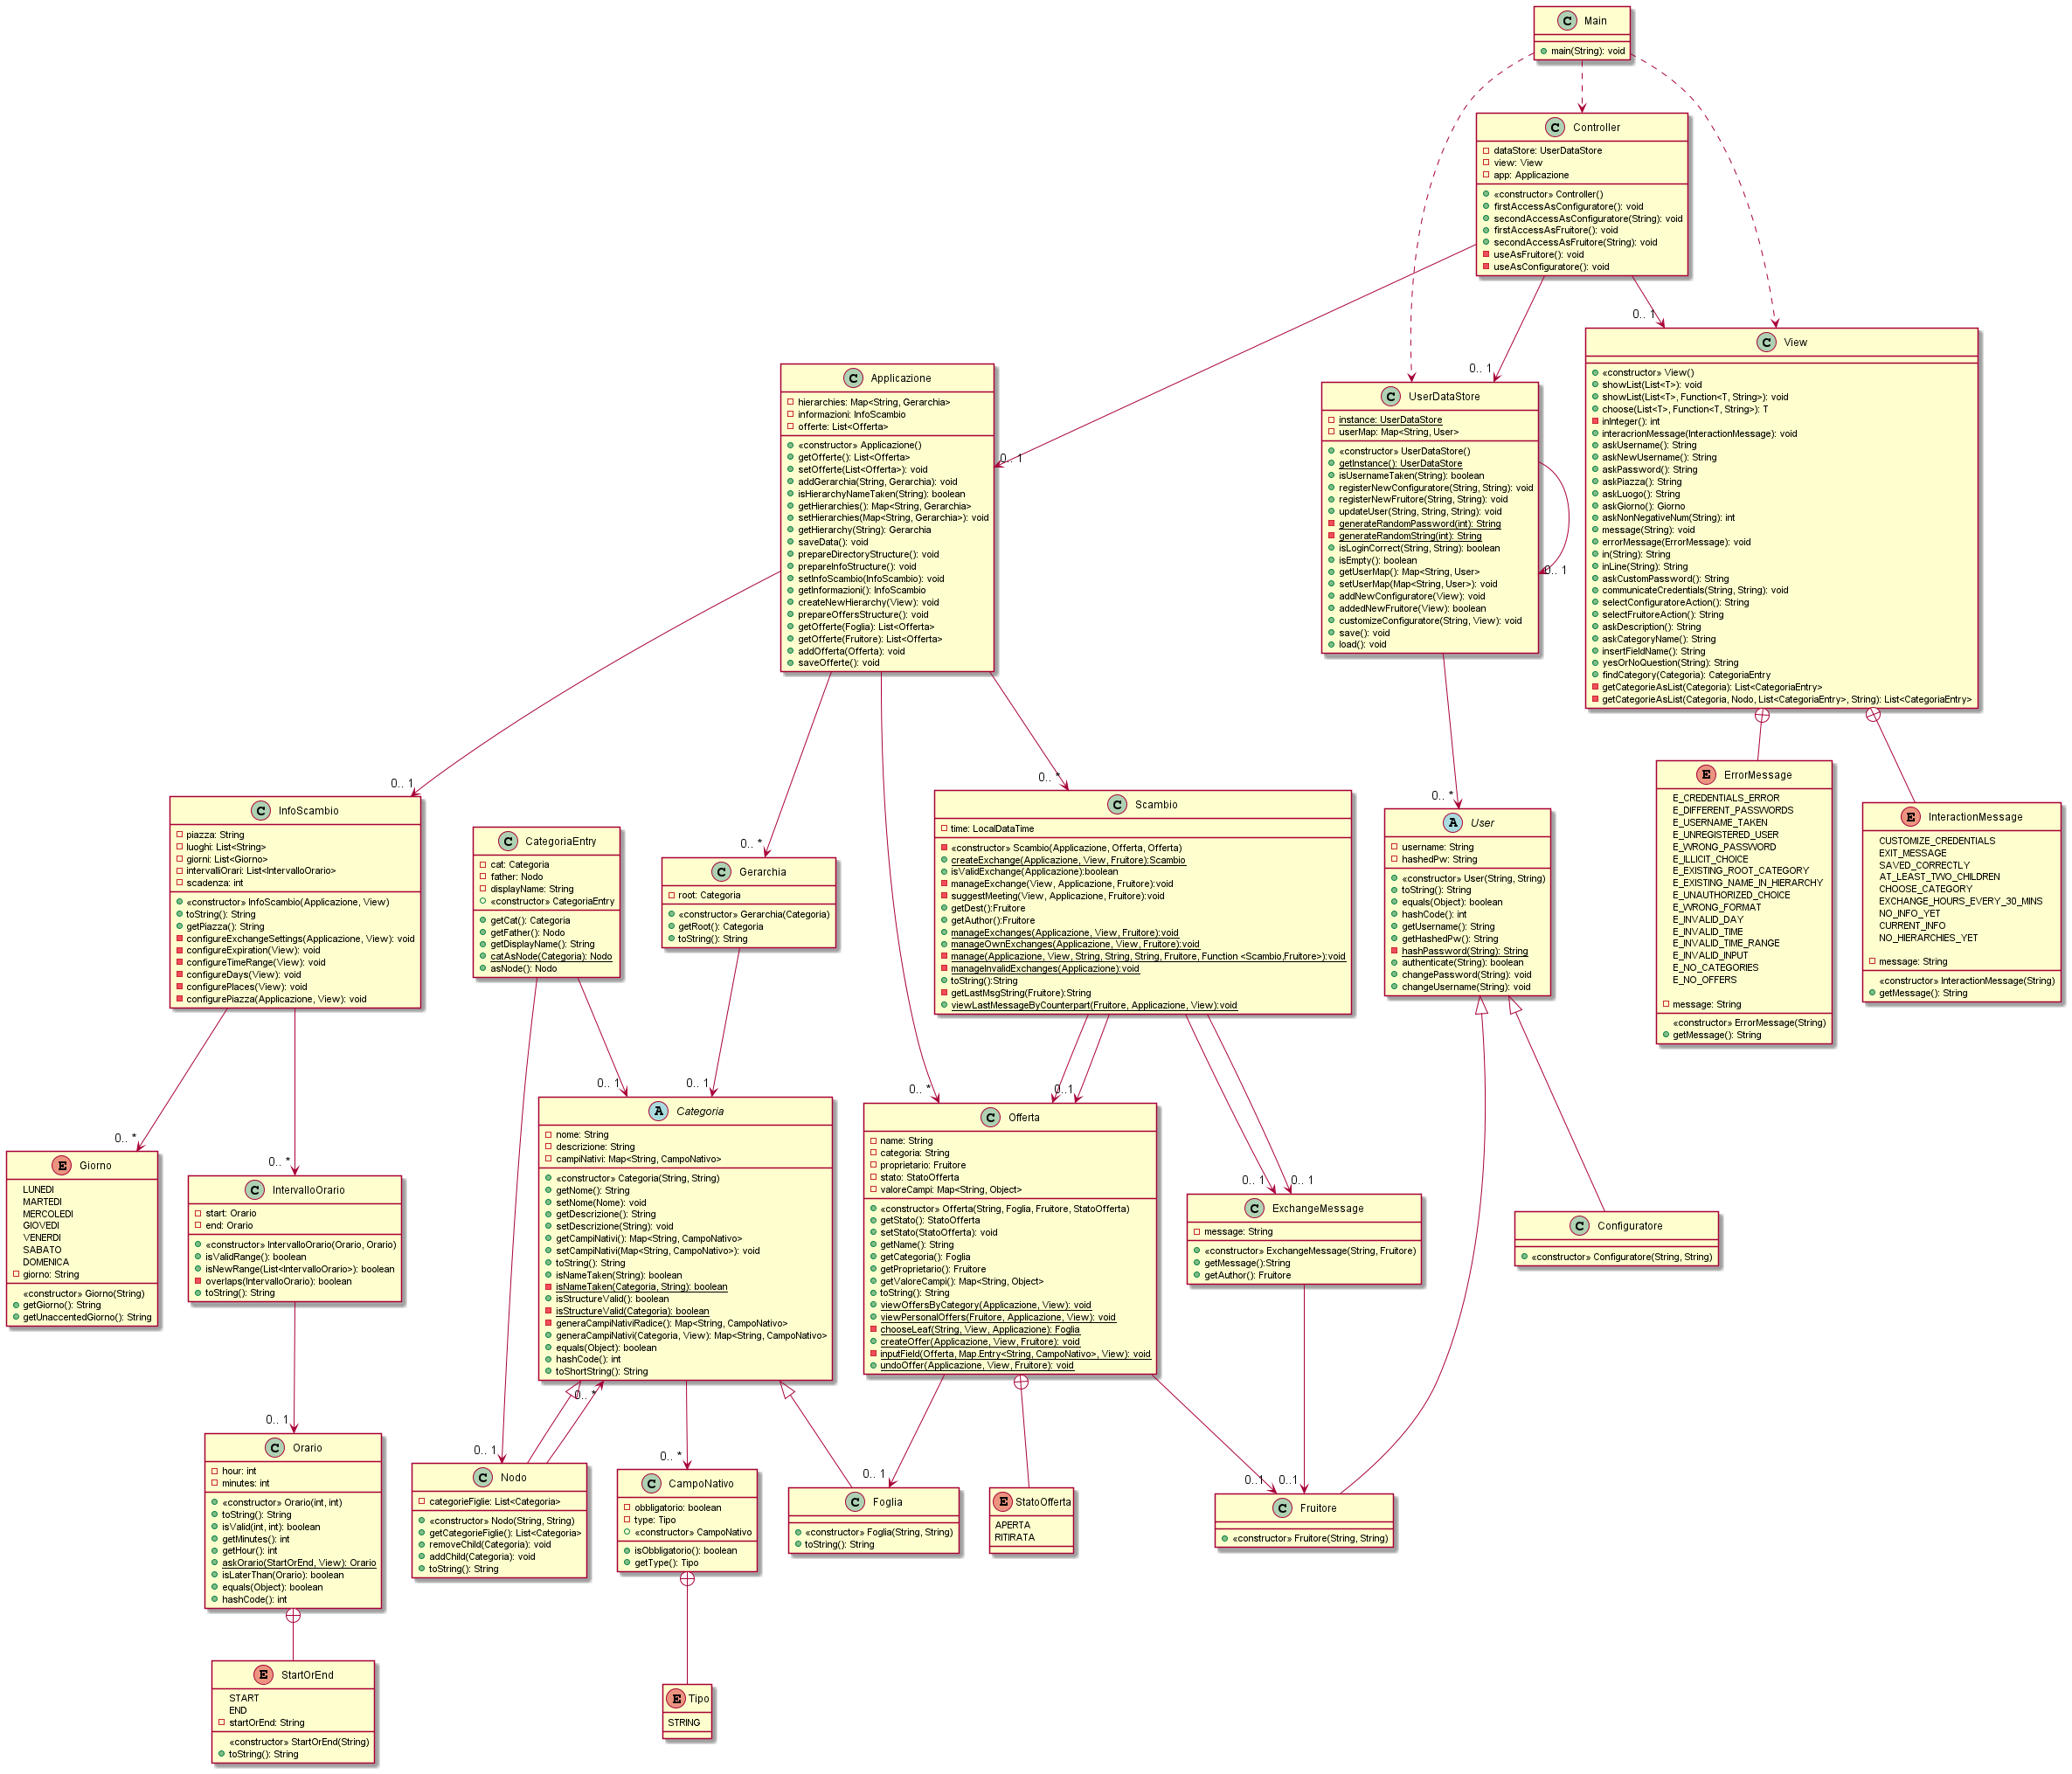 C Main
main(String): void
C Controller
dataStore: UserDataStore
view: View
app: Applicazione
«constructor» Controller()
firstAccessAsConfiguratore(): void
secondAccessAsConfiguratore(String): void
firstAccessAsFruitore(): void
secondAccessAsFruitore(String): void
useAsFruitore(): void
useAsConfiguratore(): void
0.. 1
0.. 1
0.. 1
C View
«constructor» View()
showList(List<T>): void
showList(List<T>, Function<T, String>): void
choose(List<T>, Function<T, String>): T
inInteger(): int
interacrionMessage(InteractionMessage): void
askUsername(): String
askNewUsername(): String
askPassword(): String
askPiazza(): String
askLuogo(): String
askGiorno(): Giorno
askNonNegativeNum(String): int
message(String): void
errorMessage(ErrorMessage): void
in(String): String
inLine(String): String
askCustomPassword(): String
communicateCredentials(String, String): void
selectConfiguratoreAction(): String
selectFruitoreAction(): String
askDescription(): String
askCategoryName(): String
insertFieldName(): String
yesOrNoQuestion(String): String
findCategory(Categoria): CategoriaEntry
getCategorieAsList(Categoria): List<CategoriaEntry>
getCategorieAsList(Categoria, Nodo, List<CategoriaEntry>, String): List<CategoriaEntry>
C Applicazione
hierarchies: Map<String, Gerarchia>
informazioni: InfoScambio
offerte: List<Offerta>
«constructor» Applicazione()
getOfferte(): List<Offerta>
setOfferte(List<Offerta>): void
addGerarchia(String, Gerarchia): void
isHierarchyNameTaken(String): boolean
getHierarchies(): Map<String, Gerarchia>
setHierarchies(Map<String, Gerarchia>): void
getHierarchy(String): Gerarchia
saveData(): void
prepareDirectoryStructure(): void
prepareInfoStructure(): void
setInfoScambio(InfoScambio): void
getInformazioni(): InfoScambio
createNewHierarchy(View): void
prepareOffersStructure(): void
getOfferte(Foglia): List<Offerta>
getOfferte(Fruitore): List<Offerta>
addOfferta(Offerta): void
saveOfferte(): void
C UserDataStore
instance: UserDataStore
userMap: Map<String, User>
«constructor» UserDataStore()
getInstance(): UserDataStore
isUsernameTaken(String): boolean
registerNewConfiguratore(String, String): void
registerNewFruitore(String, String): void
updateUser(String, String, String): void
generateRandomPassword(int): String
generateRandomString(int): String
isLoginCorrect(String, String): boolean
isEmpty(): boolean
getUserMap(): Map<String, User>
setUserMap(Map<String, User>): void
addNewConfiguratore(View): void
addedNewFruitore(View): boolean
customizeConfiguratore(String, View): void
save(): void
load(): void
0.. 1
0.. 1
0.. *
0.. *
0.. *
E ErrorMessage
E_CREDENTIALS_ERROR
E_DIFFERENT_PASSWORDS
E_USERNAME_TAKEN
E_UNREGISTERED_USER
E_WRONG_PASSWORD
E_ILLICIT_CHOICE
E_EXISTING_ROOT_CATEGORY
E_EXISTING_NAME_IN_HIERARCHY
E_UNAUTHORIZED_CHOICE
E_WRONG_FORMAT
E_INVALID_DAY
E_INVALID_TIME
E_INVALID_TIME_RANGE
E_INVALID_INPUT
E_NO_CATEGORIES
E_NO_OFFERS
message: String
«constructor» ErrorMessage(String)
getMessage(): String
E InteractionMessage
CUSTOMIZE_CREDENTIALS
EXIT_MESSAGE
SAVED_CORRECTLY
AT_LEAST_TWO_CHILDREN
CHOOSE_CATEGORY
EXCHANGE_HOURS_EVERY_30_MINS
NO_INFO_YET
CURRENT_INFO
NO_HIERARCHIES_YET
message: String
«constructor» InteractionMessage(String)
getMessage(): String
C InfoScambio
piazza: String
luoghi: List<String>
giorni: List<Giorno>
intervalliOrari: List<IntervalloOrario>
scadenza: int
«constructor» InfoScambio(Applicazione, View)
toString(): String
getPiazza(): String
configureExchangeSettings(Applicazione, View): void
configureExpiration(View): void
configureTimeRange(View): void
configureDays(View): void
configurePlaces(View): void
configurePiazza(Applicazione, View): void
C CategoriaEntry
cat: Categoria
father: Nodo
displayName: String
«constructor» CategoriaEntry
getCat(): Categoria
getFather(): Nodo
getDisplayName(): String
catAsNode(Categoria): Nodo
asNode(): Nodo
C Gerarchia
root: Categoria
«constructor» Gerarchia(Categoria)
getRoot(): Categoria
toString(): String
C Scambio
time: LocalDataTime
«constructor» Scambio(Applicazione, Offerta, Offerta)
createExchange(Applicazione, View, Fruitore):Scambio
isValidExchange(Applicazione):boolean
manageExchange(View, Applicazione, Fruitore):void
suggestMeeting(View, Applicazione, Fruitore):void
getDest():Fruitore
getAuthor():Fruitore
manageExchanges(Applicazione, View, Fruitore):void
manageOwnExchanges(Applicazione, View, Fruitore):void
manage(Applicazione, View, String, String, String, Fruitore, Function <Scambio,Fruitore>):void
manageInvalidExchanges(Applicazione):void
toString():String
getLastMsgString(Fruitore):String
viewLastMessageByCounterpart(Fruitore, Applicazione, View):void
A User
username: String
hashedPw: String
«constructor» User(String, String)
toString(): String
equals(Object): boolean
hashCode(): int
getUsername(): String
getHashedPw(): String
hashPassword(String): String
authenticate(String): boolean
changePassword(String): void
changeUsername(String): void
0.. *
0.. *
0.. 1
0.. 1
0.. *
0..1
0.. 1
0.. 1
E Giorno
LUNEDI
MARTEDI
MERCOLEDI
GIOVEDI
VENERDI
SABATO
DOMENICA
giorno: String
«constructor» Giorno(String)
getGiorno(): String
getUnaccentedGiorno(): String
C IntervalloOrario
start: Orario
end: Orario
«constructor» IntervalloOrario(Orario, Orario)
isValidRange(): boolean
isNewRange(List<IntervalloOrario>): boolean
overlaps(IntervalloOrario): boolean
toString(): String
A Categoria
nome: String
descrizione: String
campiNativi: Map<String, CampoNativo>
«constructor» Categoria(String, String)
getNome(): String
setNome(Nome): void
getDescrizione(): String
setDescrizione(String): void
getCampiNativi(): Map<String, CampoNativo>
setCampiNativi(Map<String, CampoNativo>): void
toString(): String
isNameTaken(String): boolean
isNameTaken(Categoria, String): boolean
isStructureValid(): boolean
isStructureValid(Categoria): boolean
generaCampiNativiRadice(): Map<String, CampoNativo>
generaCampiNativi(Categoria, View): Map<String, CampoNativo>
equals(Object): boolean
hashCode(): int
toShortString(): String
C Offerta
name: String
categoria: String
proprietario: Fruitore
stato: StatoOfferta
valoreCampi: Map<String, Object>
«constructor» Offerta(String, Foglia, Fruitore, StatoOfferta)
getStato(): StatoOfferta
setStato(StatoOfferta): void
getName(): String
getCategoria(): Foglia
getProprietario(): Fruitore
getValoreCampi(): Map<String, Object>
toString(): String
viewOffersByCategory(Applicazione, View): void
viewPersonalOffers(Fruitore, Applicazione, View): void
chooseLeaf(String, View, Applicazione): Foglia
createOffer(Applicazione, View, Fruitore): void
inputField(Offerta, Map.Entry<String, CampoNativo>, View): void
undoOffer(Applicazione, View, Fruitore): void
C ExchangeMessage
message: String
«constructor» ExchangeMessage(String, Fruitore)
getMessage():String
getAuthor(): Fruitore
C Configuratore
«constructor» Configuratore(String, String)
0.. 1
0.. *
0.. 1
0.. *
0.. 1
0..1
0..1
C Orario
hour: int
minutes: int
«constructor» Orario(int, int)
toString(): String
isValid(int, int): boolean
getMinutes(): int
getHour(): int
askOrario(StartOrEnd, View): Orario
isLaterThan(Orario): boolean
equals(Object): boolean
hashCode(): int
C Nodo
categorieFiglie: List<Categoria>
«constructor» Nodo(String, String)
getCategorieFiglie(): List<Categoria>
removeChild(Categoria): void
addChild(Categoria): void
toString(): String
C CampoNativo
obbligatorio: boolean
type: Tipo
«constructor» CampoNativo
isObbligatorio(): boolean
getType(): Tipo
C Foglia
«constructor» Foglia(String, String)
toString(): String
E StatoOfferta
APERTA
RITIRATA
C Fruitore
«constructor» Fruitore(String, String)
E StartOrEnd
START
END
startOrEnd: String
«constructor» StartOrEnd(String)
toString(): String
E Tipo
STRING